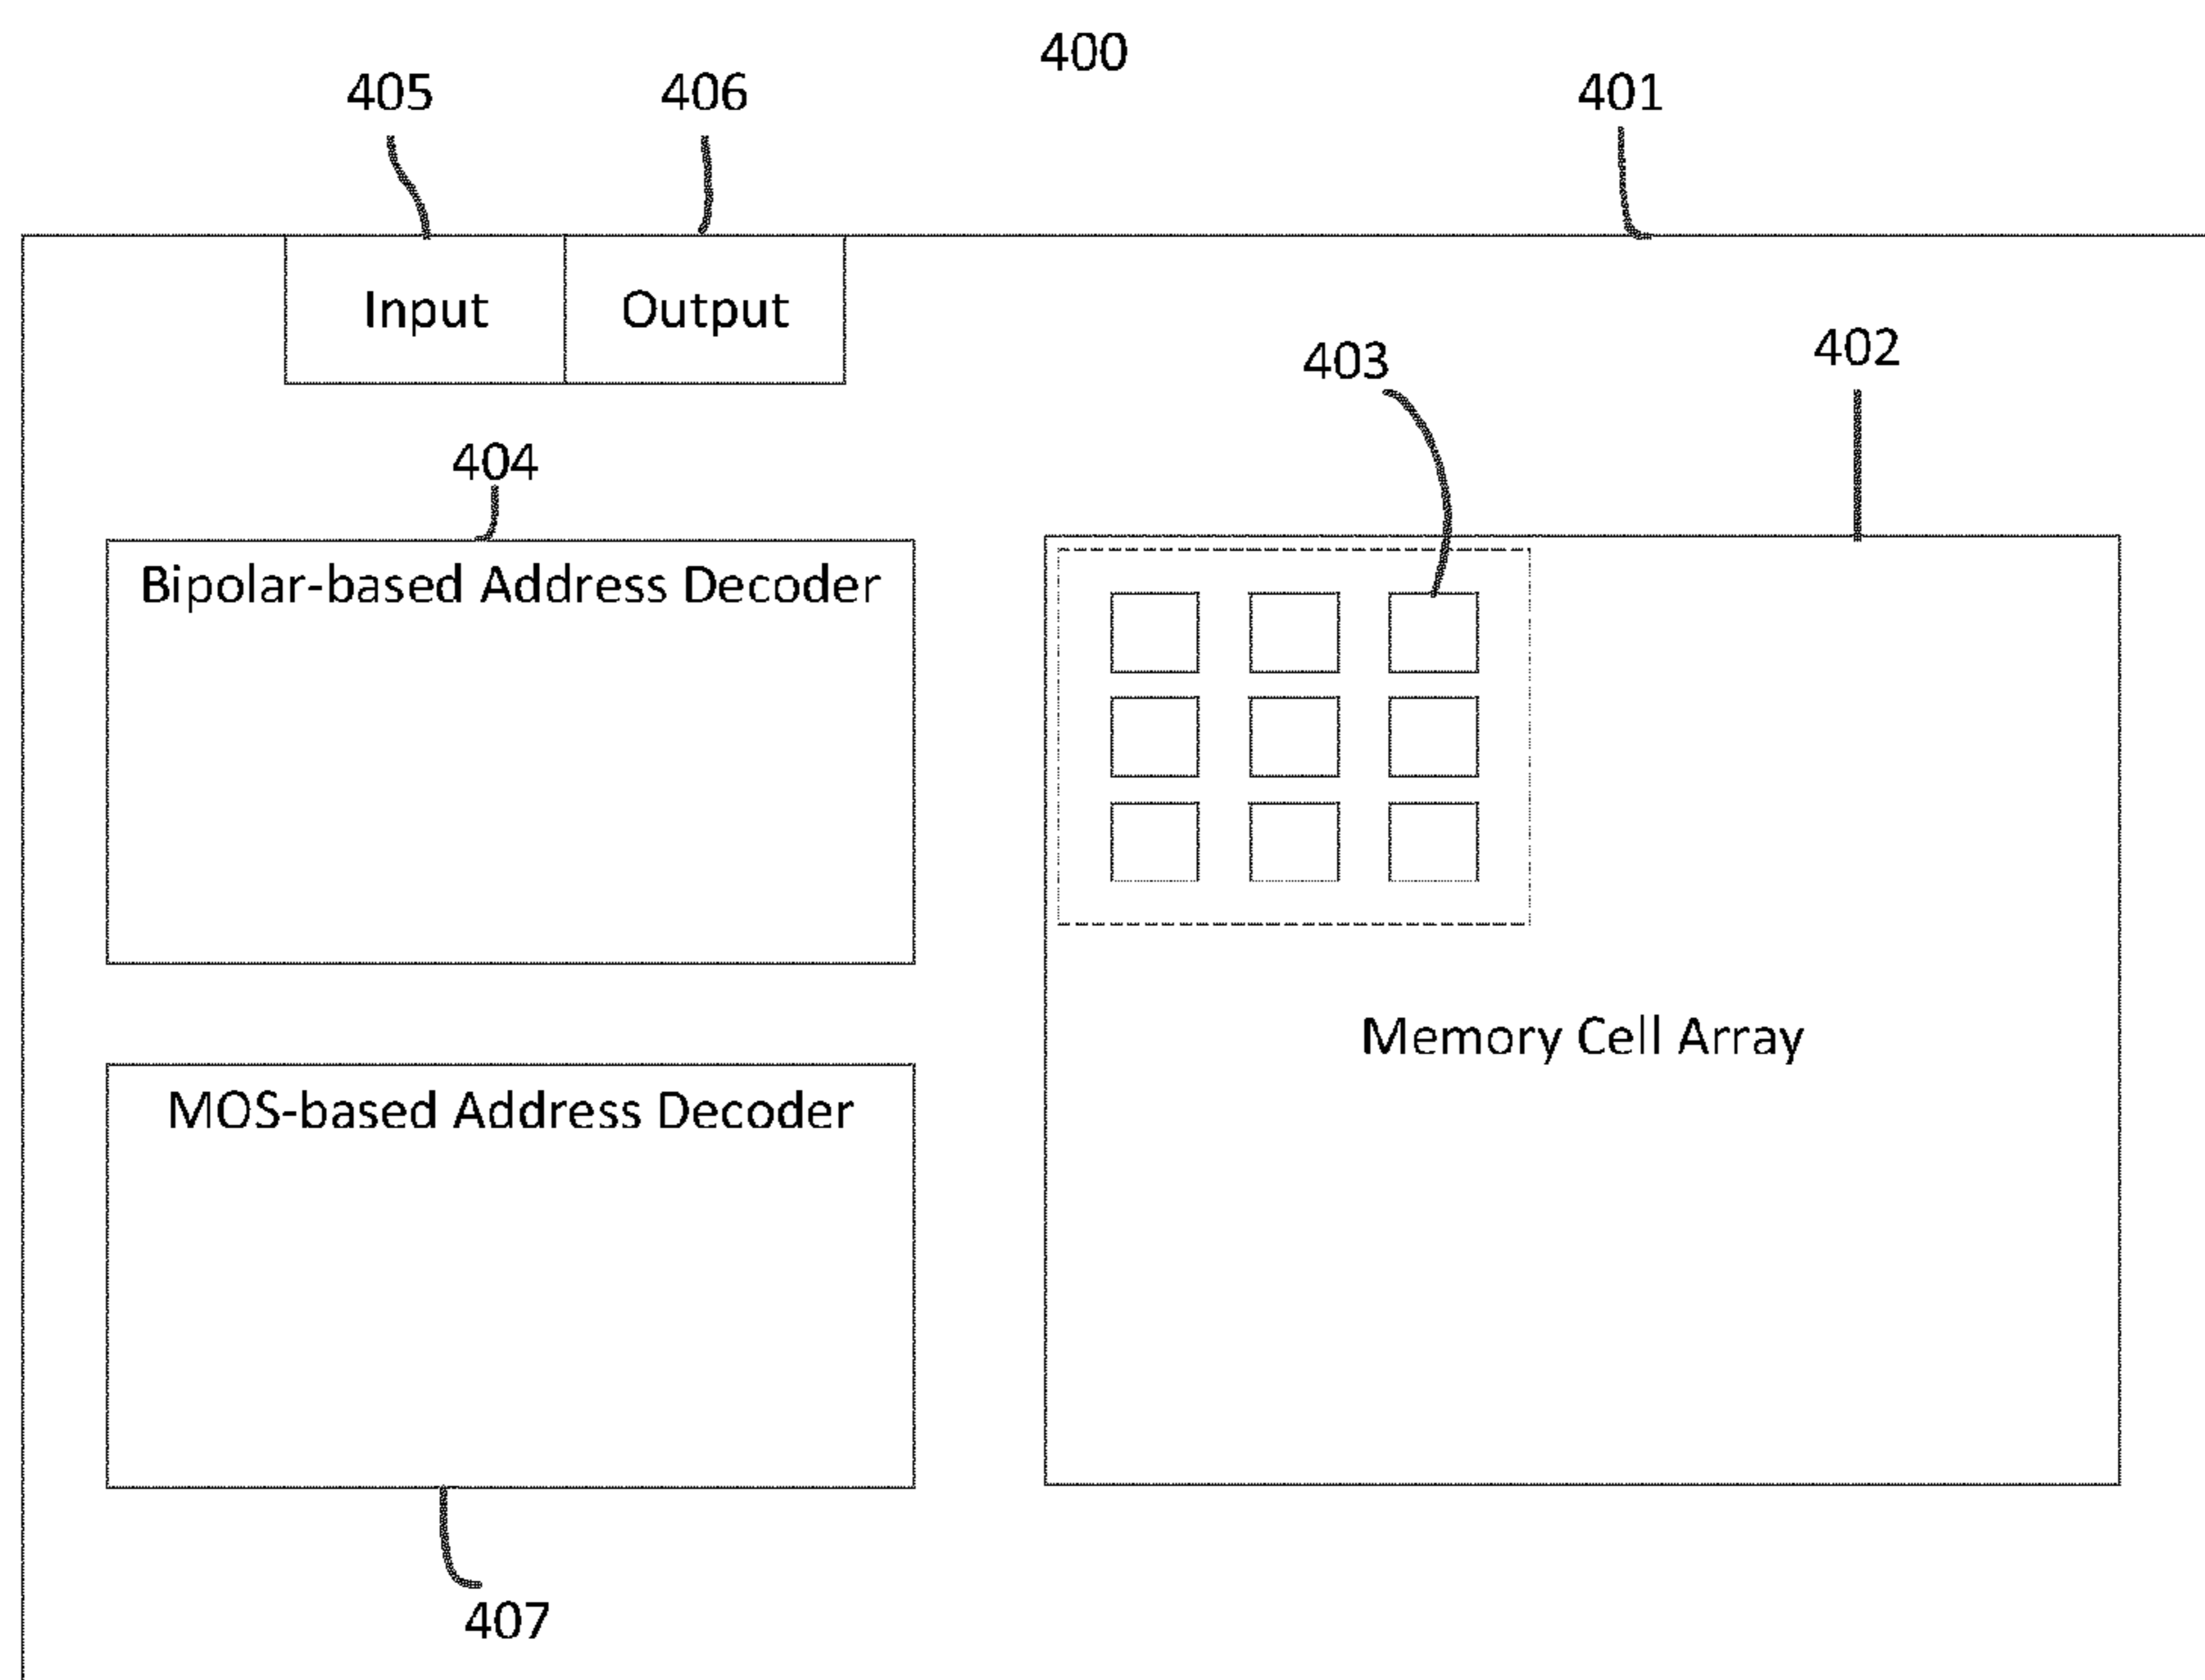 400
405
406
401
Input
Output
403
402
404
Bipolar-based Address Decoder
Memory Cell Array
MOS-based Address Decoder
407